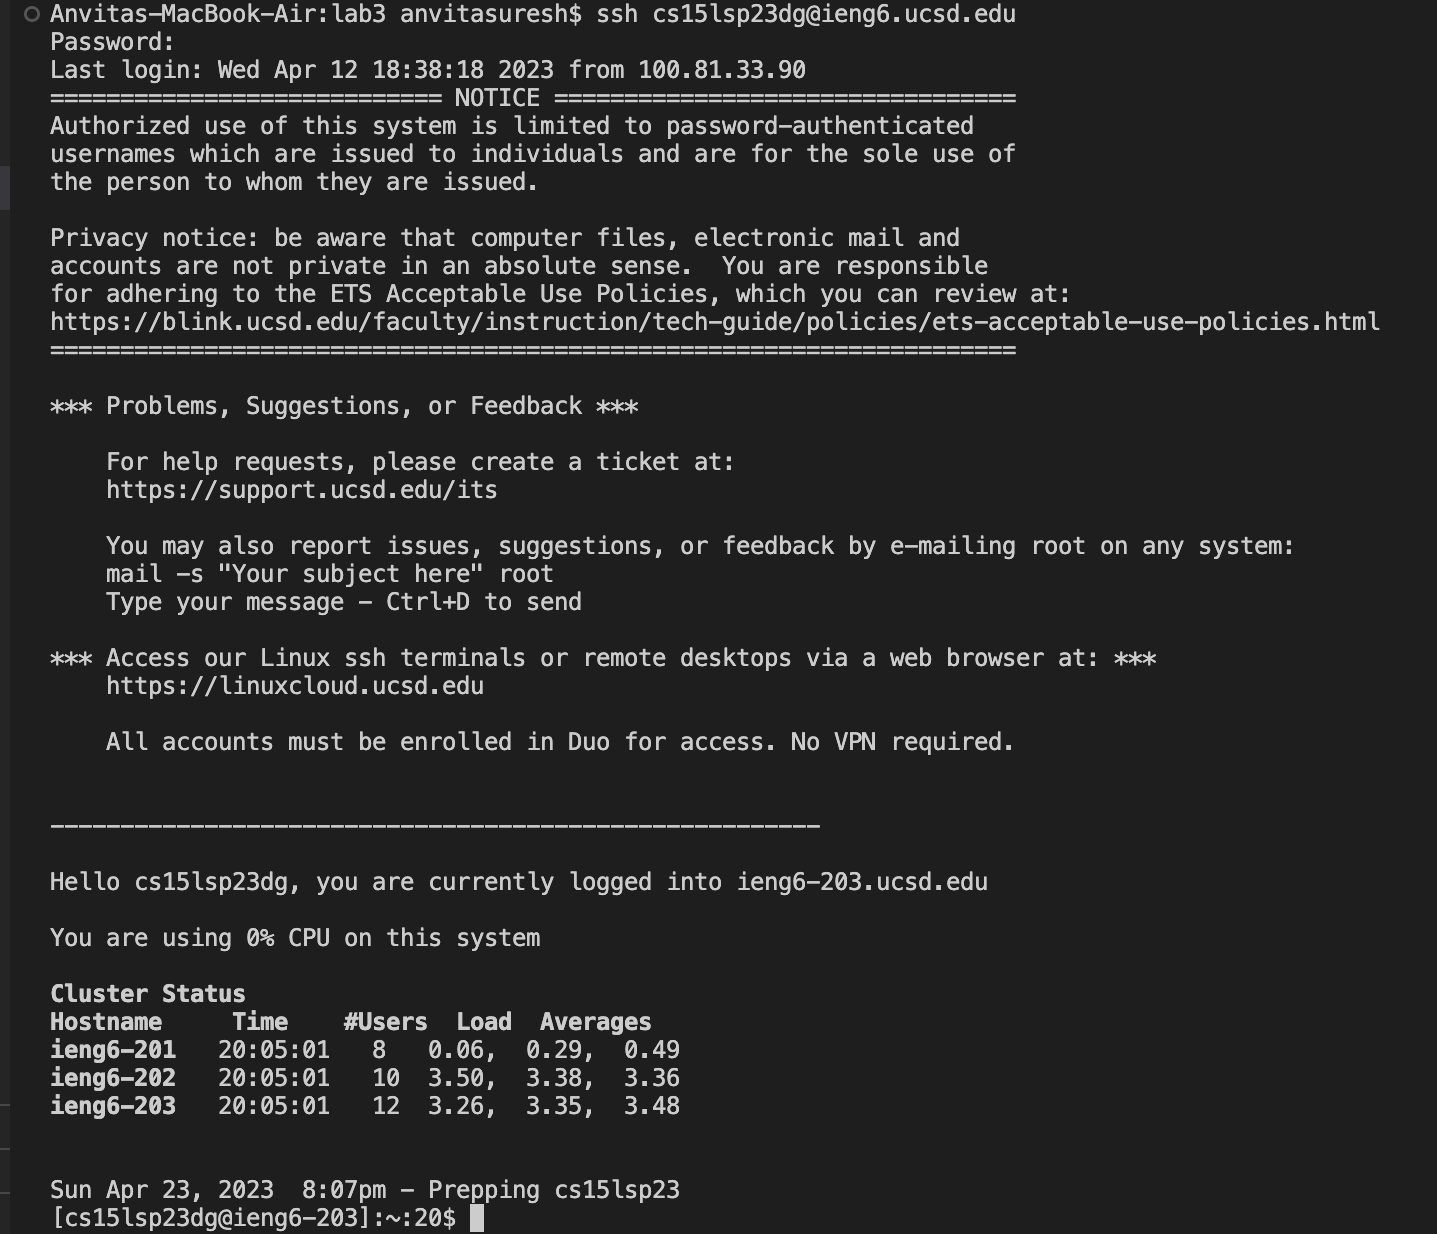 Anvitas-MacBook-Air:lab3 anvitasuresh$ ssh cs15lsp23dg@ieng6.ucsd.edu
Password:
Last login: Wed Apr 12 18:38:18 2023 from 100.81.33.90
============================ NOTICE =================================
Authorized use of this system is limited to password-authenticated
usernames which are issued to individuals and are for the sole use of
the person to whom they are issued.

Privacy notice: be aware that computer files, electronic mail and
accounts are not private in an absolute sense.  You are responsible
for adhering to the ETS Acceptable Use Policies, which you can review at:
https://blink.ucsd.edu/faculty/instruction/tech-guide/policies/ets-acceptable-use-policies.html
=====================================================================

*** Problems, Suggestions, or Feedback ***

    For help requests, please create a ticket at:
    https://support.ucsd.edu/its

    You may also report issues, suggestions, or feedback by e-mailing root on any system:
    mail -s "Your subject here" root
    Type your message - Ctrl+D to send

*** Access our Linux ssh terminals or remote desktops via a web browser at: ***
    https://linuxcloud.ucsd.edu

    All accounts must be enrolled in Duo for access. No VPN required.


-------------------------------------------------------

Hello cs15lsp23dg, you are currently logged into ieng6-203.ucsd.edu

You are using 0% CPU on this system

Cluster Status
Hostname     Time    #Users  Load  Averages
ieng6-201   20:05:01   8   0.06,  0.29,  0.49
ieng6-202   20:05:01   10  3.50,  3.38,  3.36
ieng6-203   20:05:01   12  3.26,  3.35,  3.48


Sun Apr 23, 2023  8:07pm - Prepping cs15lsp23
[cs15lsp23dg@ieng6-203]:~:20$